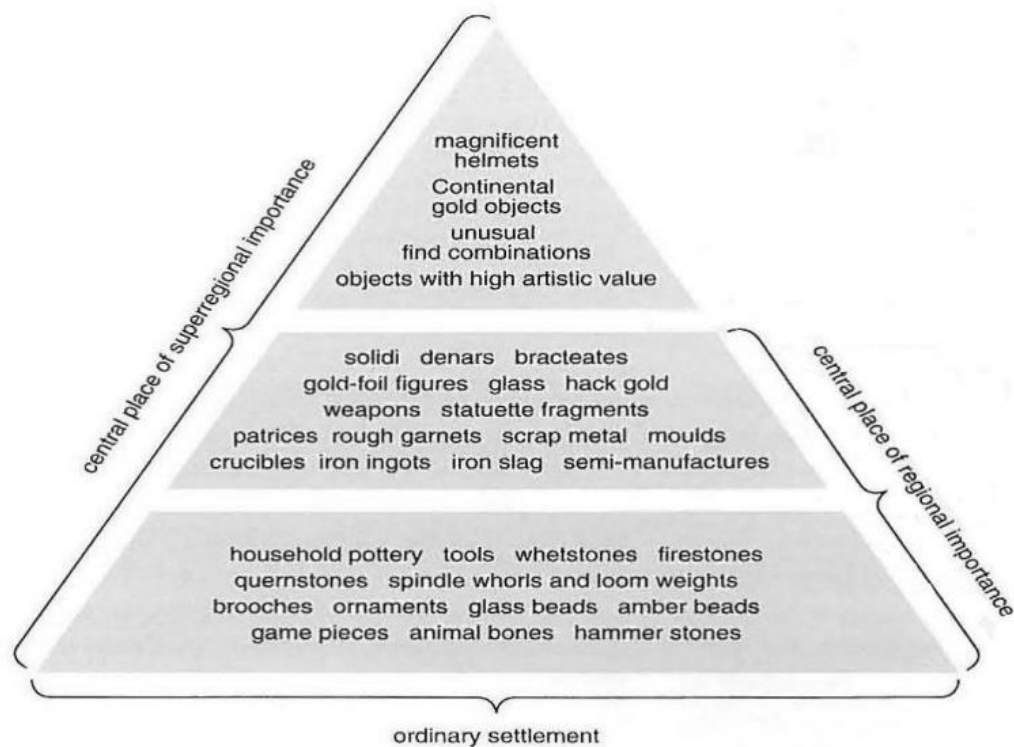 magnificent
helmets
Continental
gold objects
unusual
find combinations
objects with high artistic value
central place of superregional importance
solidi denars bracteates
gold-foil figures glass hack gold
weapons statuette fragments
patrices rough garnets scrap metal moulds
crucibles iron ingots iron slag semi-manufactures
central place of regional importance
household pottery tools whetstones firestones
quernstones spindle whorls and loom weights
brooches ornaments glass beads amber beads
game pieces animal bones hammer stones
ordinary settlement